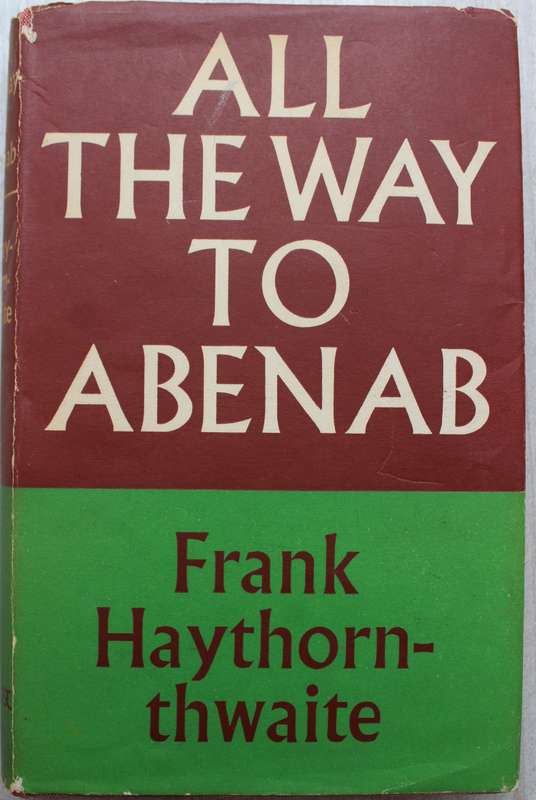 ALL
THE WAY
TO
ABENAB
Frank
Haythorn-
thwaite